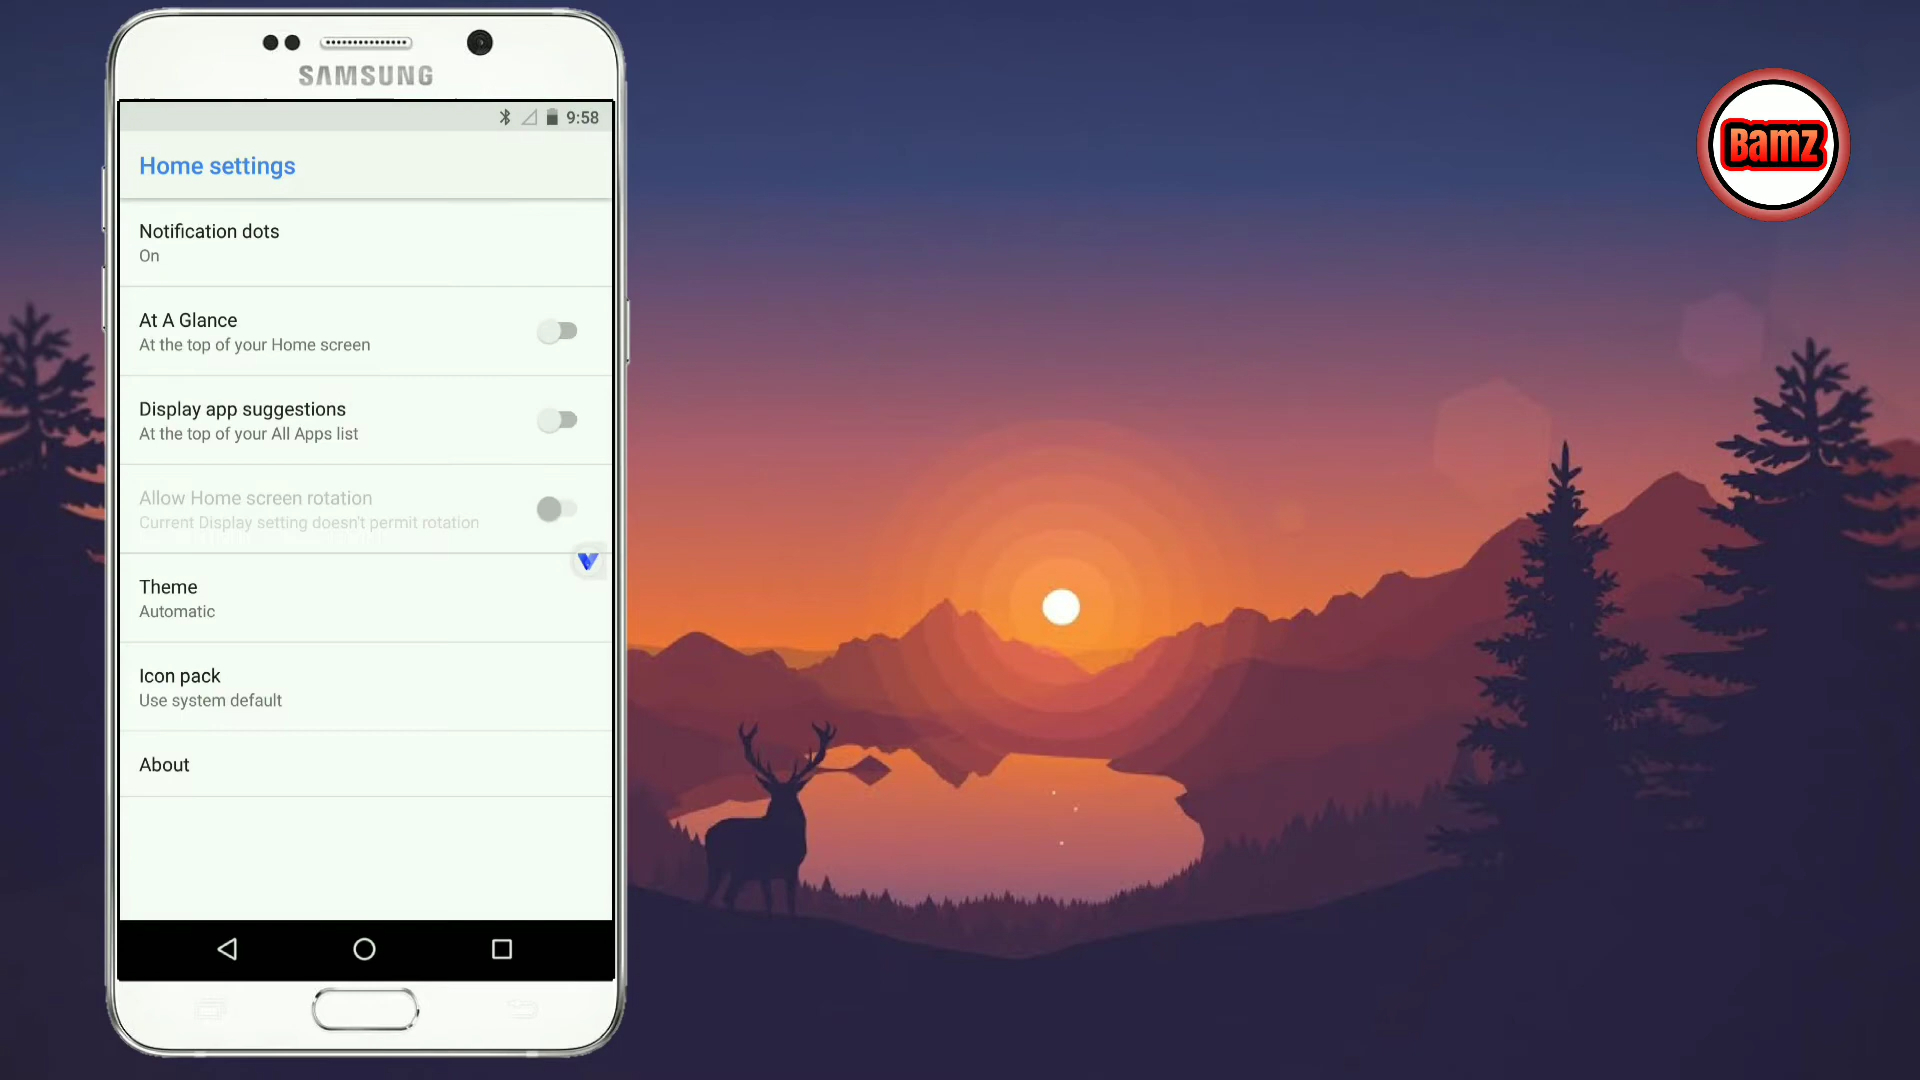 SAMSUNG
9:58
Home settings
Notification dots
On
At A Glance
At the top of your Home screen
Display app suggestions
At the top of your All Apps list
Allow Home screen rotation
Current Display setting doesn't permit rotation
Theme
Automatic
Icon pack
Use system default
About
Bamz